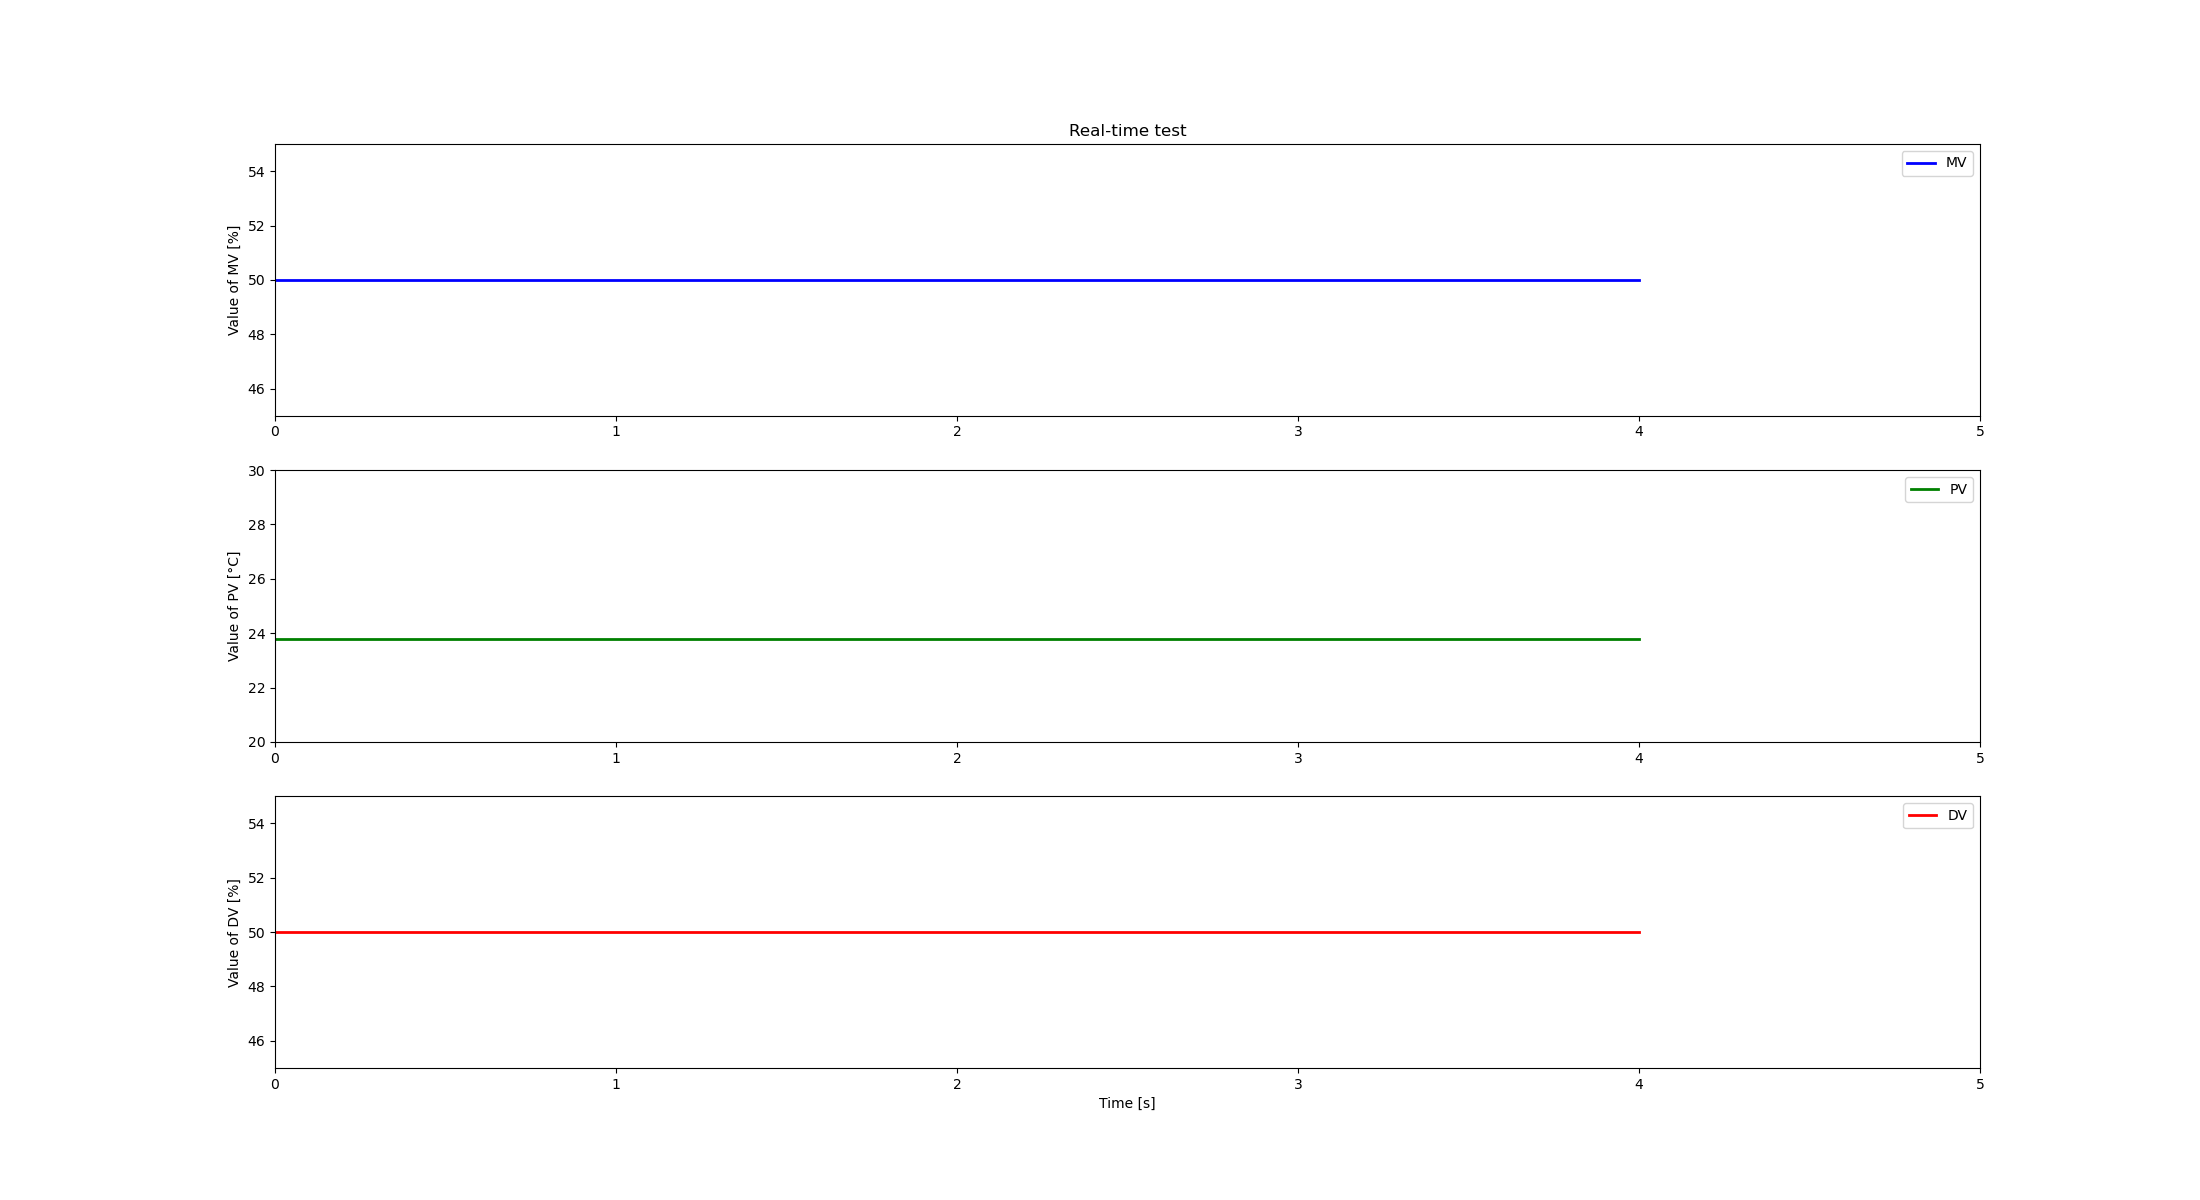 Real-time test
MV
54
52
50
48
46
Value of MV [%]
0 1 2 3 4 5
PV
30
28
26
24
22
20
Value of PV [°C]
0 1 2 3 4 5
DV
54
52
50
48
46
Value of DV [%]
0 1 2 3 4 5
Time [s]